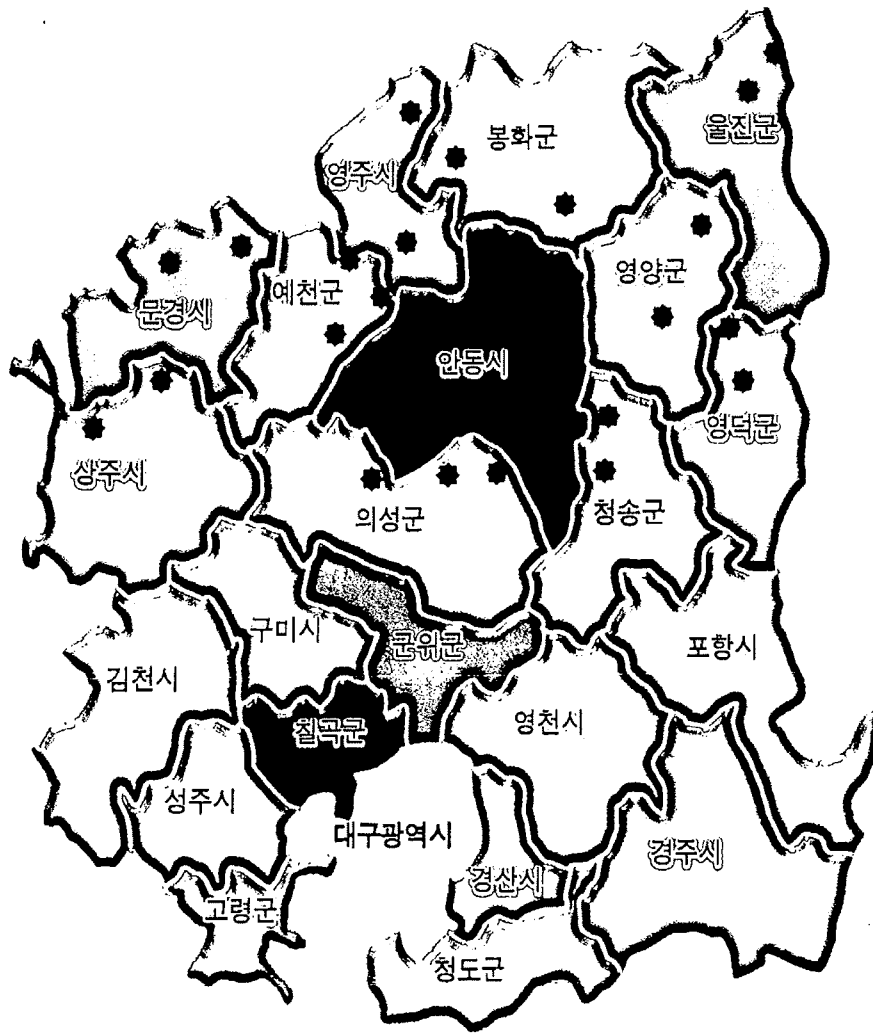 울진군
봉화군
영주시
영양군
예천군
문경시
안동시
영덕군
상주시
청송군
의성군
구미시
군위군
포항시
김천시
영천시
칠곡군
성주시
대구광역시
경주시
경산시
고령군
청도군